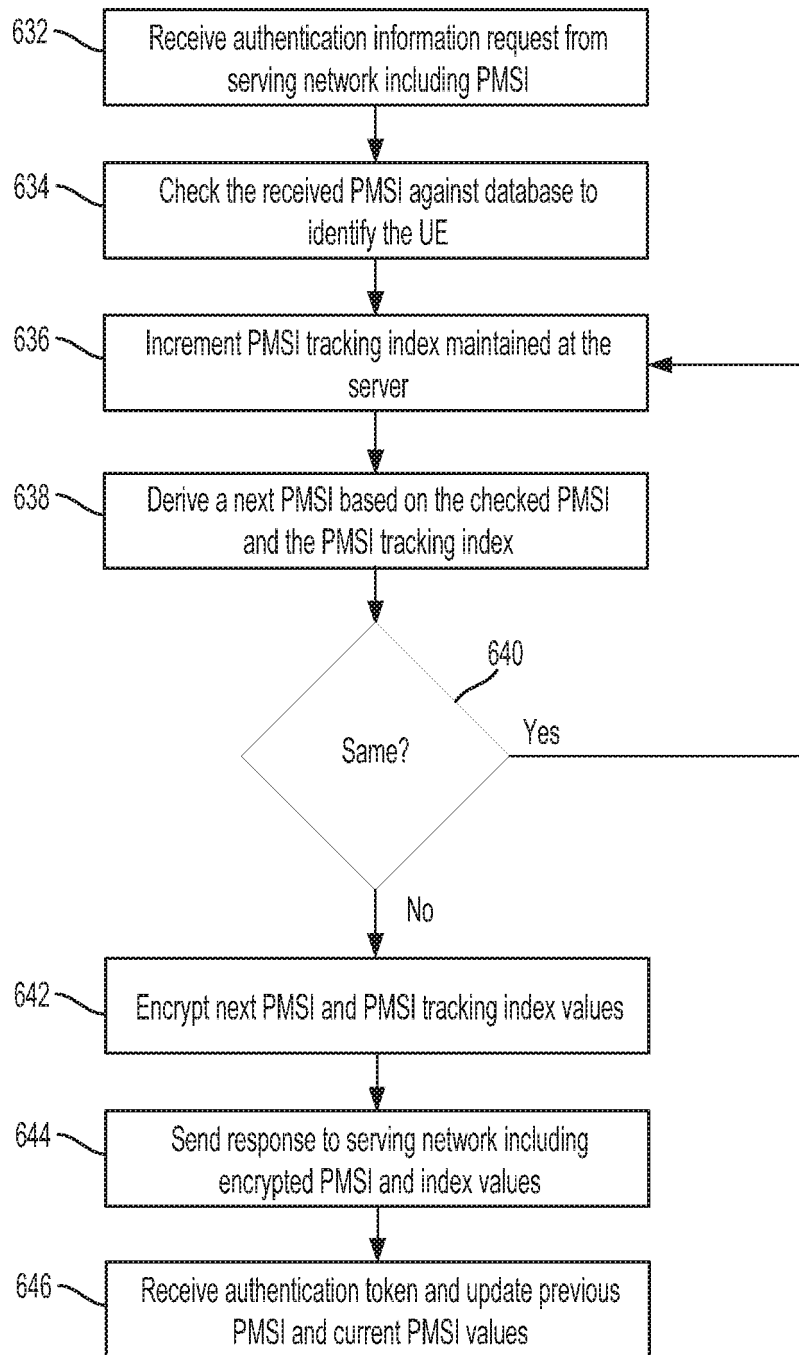 632
Receive authentication information request from
serving network including PMSI
634
Check the received PMSI against database to
identify the UE
636
Increment PMSI tracking index maintained at the
server
638
Derive a next PMSI based on the checked PMSI
and the PMSI tracking index
640
Same?
Yes
No
642
Encrypt next PMSI and PMSI tracking index values
644
Send response to serving network including
encrypted PMSI and index values
646
Receive authentication token and update previous
PMSI and current PMSI values